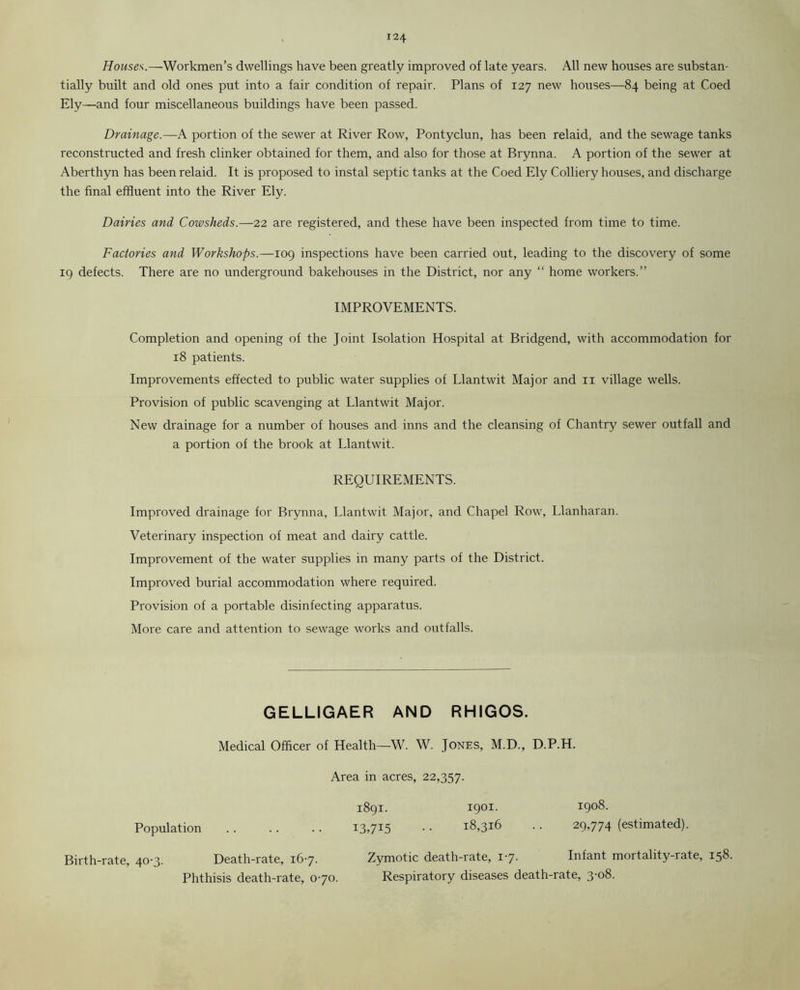 124
Houses.—Workmen's dwellings have been greatly improved of late years. All new houses are substan-
tially built and old ones put into a fair condition of repair. Plans of 127 new houses—84 being at Coed
Ely—and four miscellaneous buildings have been passed.
Drainage.—A portion of the sewer at River Row, Pontyclun, has been relaid, and the sewage tanks
reconstructed and fresh clinker obtained for them, and also for those at Brynna. A portion of the sewer at
Aberthyn has been relaid. It is proposed to instal septic tanks at the Coed Ely Colliery houses, and discharge
the final effluent into the River Ely.
Dairies and Cowsheds.—22 are registered, and these have been inspected from time to time.
Factories and Workshops.—109 inspections have been carried out, leading to the discovery of some
19 defects. There are no underground bakehouses in the District, nor any “ home workers.”
IMPROVEMENTS.
Completion and opening of the Joint Isolation Hospital at Bridgend, with accommodation for
18 patients.
Improvements effected to public water supplies of Llantwit Major and 11 village wells.
Provision of public scavenging at Llantwit Major.
New drainage for a number of houses and inns and the cleansing of Chantry sewer outfall and
a portion of the brook at Llantwit.
REQUIREMENTS.
Improved drainage for Brynna, Llantwit Major, and Chapel Row, Llanharan.
Veterinary inspection of meat and dairy cattle.
Improvement of the water supplies in many parts of the District.
Improved burial accommodation where required.
Provision of a portable disinfecting apparatus.
More care and attention to sewage works and outfalls.
GELLIGAER AND RHIGOS.
Medical Officer of Health—W. W. JONES, M.D., D.P.H.
Area in acres, 22,357.
1891. 1901. 1908.
Population .. .. .. 13,715 .. 18,316 .. 29,774 (estimated).
Birth-rate, 40·3. Death-rate, 16·7. Zymotic death-rate, 1·7. Infant mortality-rate, 158.
Phthisis death-rate, 0·70. Respiratory diseases death-rate, 3·08.